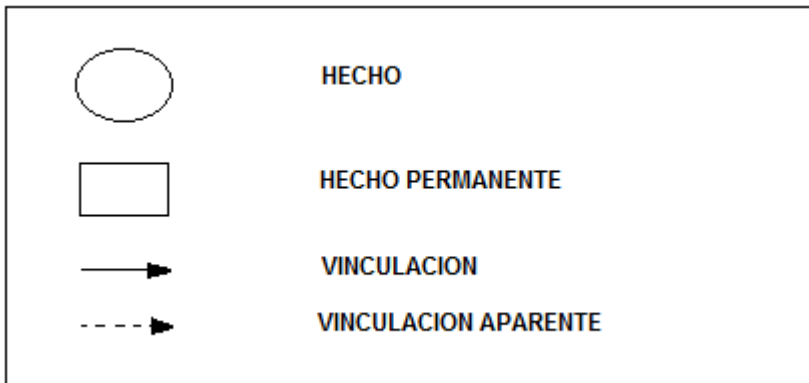 HECHO
HECHO PERMANENTE
VINCULACION
VINCULACION APARENTE